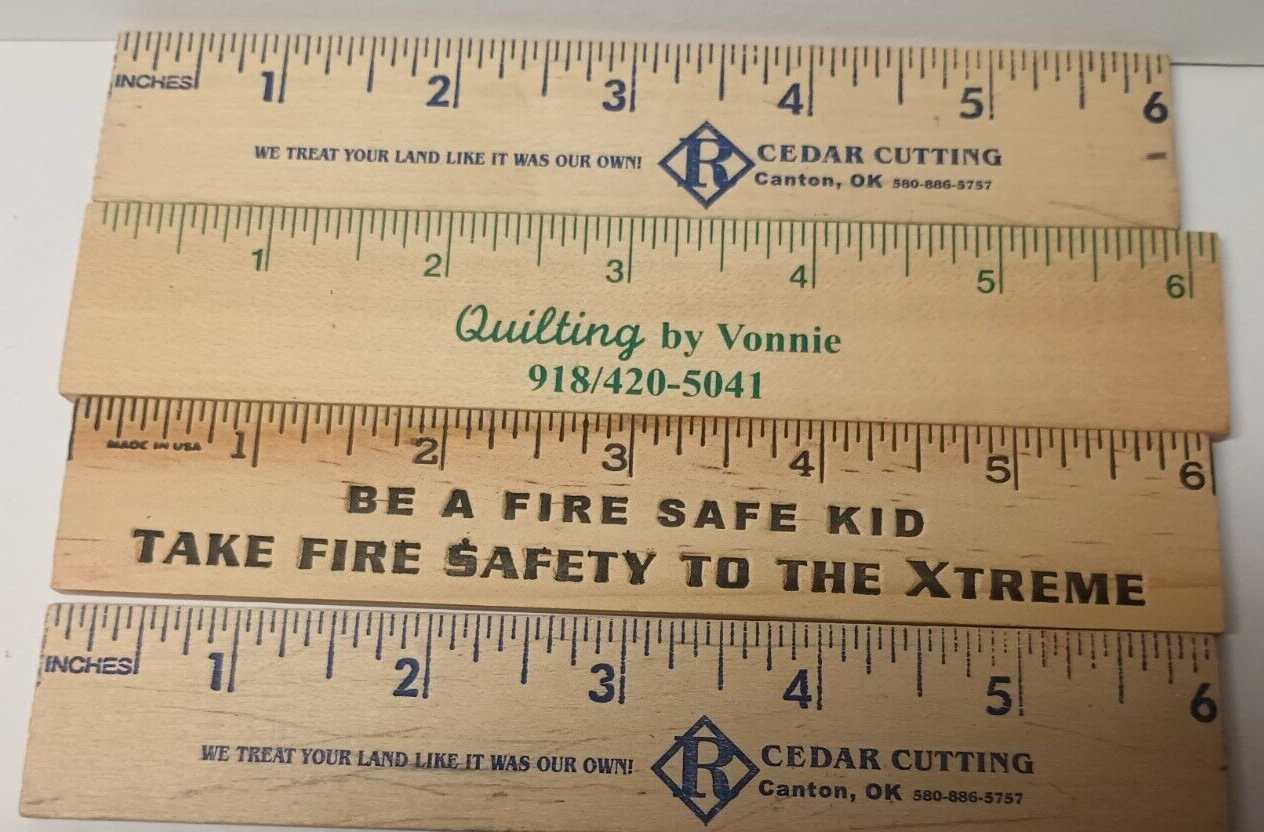 INCHES 1 2 3 4 5 6
WE TREAT YOUR LAND LIKE IT WAS OUR OWN! R CEDAR CUTTING
Canton, OK 580-886-5757
1 2 3 4 5 6
Quilting by Vonnie
918/420-5041
MADE IN USA 1 2 3 4 5 6
BE A FIRE SAFE KID
TAKE FIRE SAFETY TO THE XTREME
INCHES 1 2 3 4 5 6
WE TREAT YOUR LAND LIKE IT WAS OUR OWN! R CEDAR CUTTING
Canton, OK 580-886-5757